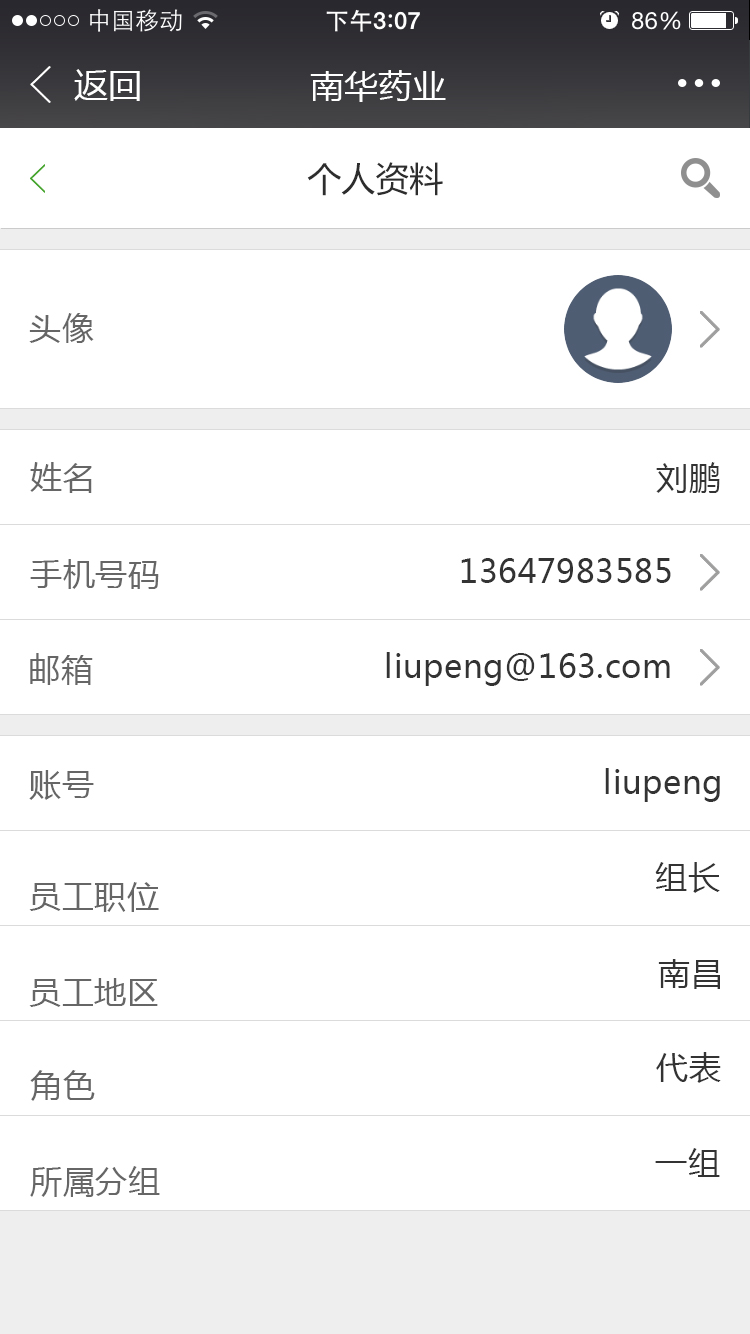 中国移动 下午3:07 86%
返回 南华药业
个人资料
头像
姓名 刘鹏
手机号码 13647983585
邮箱 liupeng@163.com
账号 liupeng
员工职位 组长
员工地区 南昌
角色 代表
所属分组 一组